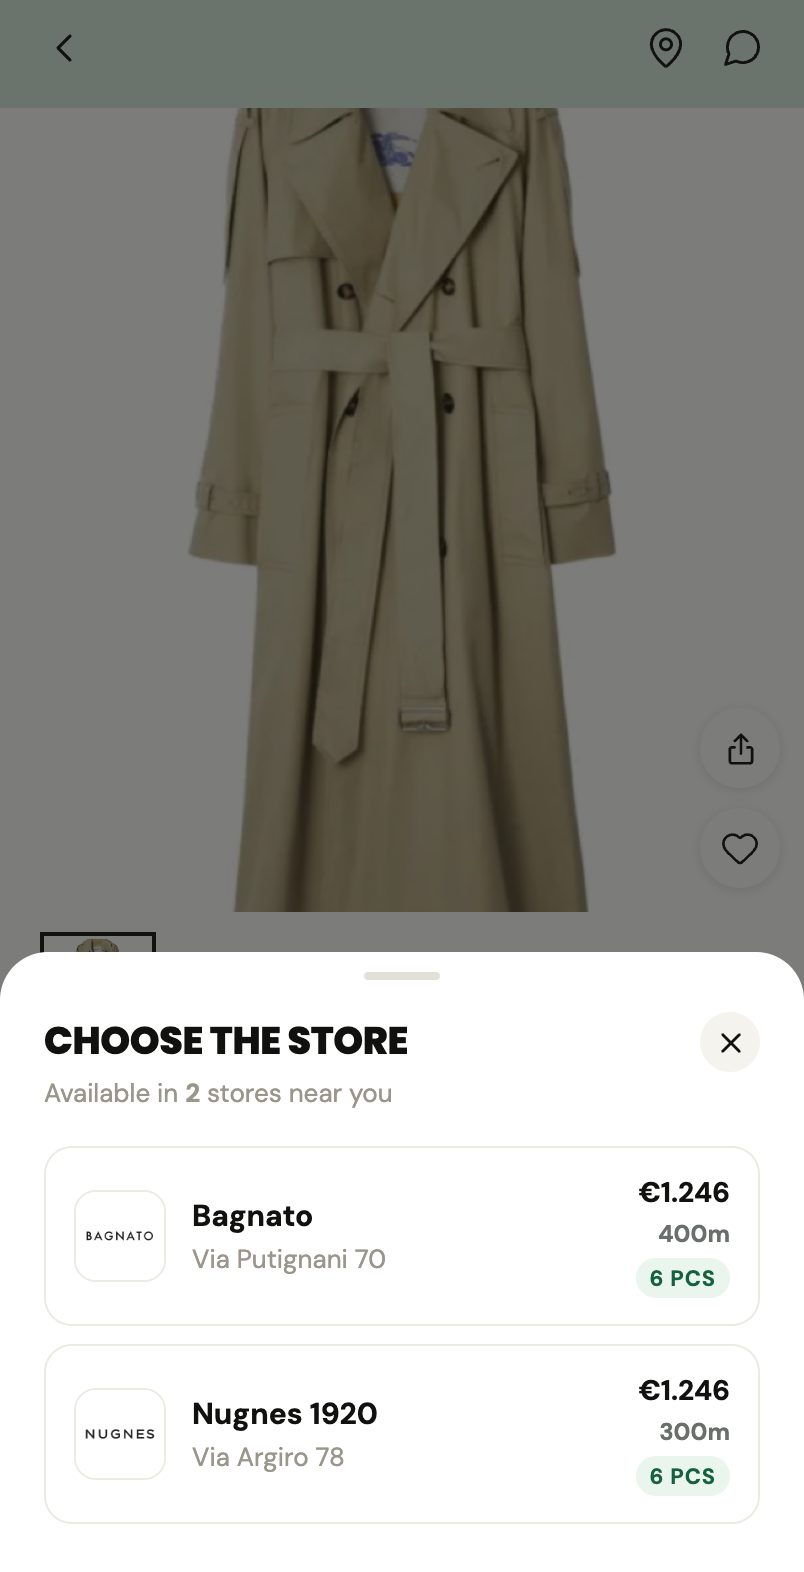 CHOOSE THE STORE
Available in 2 stores near you
BAGNATO
Bagnato
Via Putignani 70
€1.246
400m
6 PCS
NUGNES
Nugnes 1920
Via Argiro 78
€1.246
300m
6 PCS